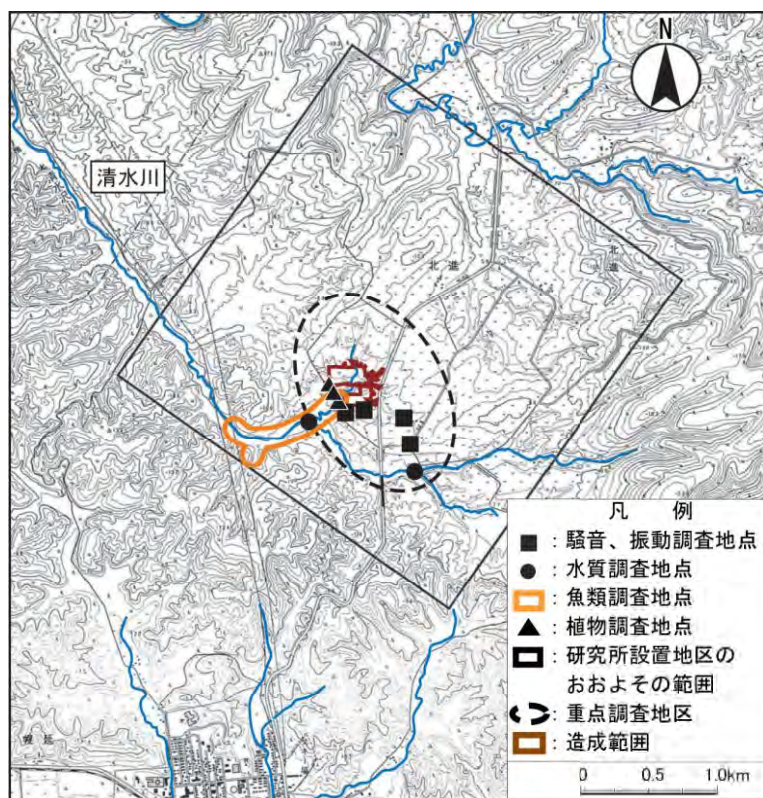 N
清水川
北進
北進
幌延
凡 例
■:騒音、振動調査地点
●:水質調査地点
:魚類調査地点
▲:植物調査地点
:研究所設置地区の
おおよその範囲
:重点調査地区
:造成範囲
0 0.5 1.0km